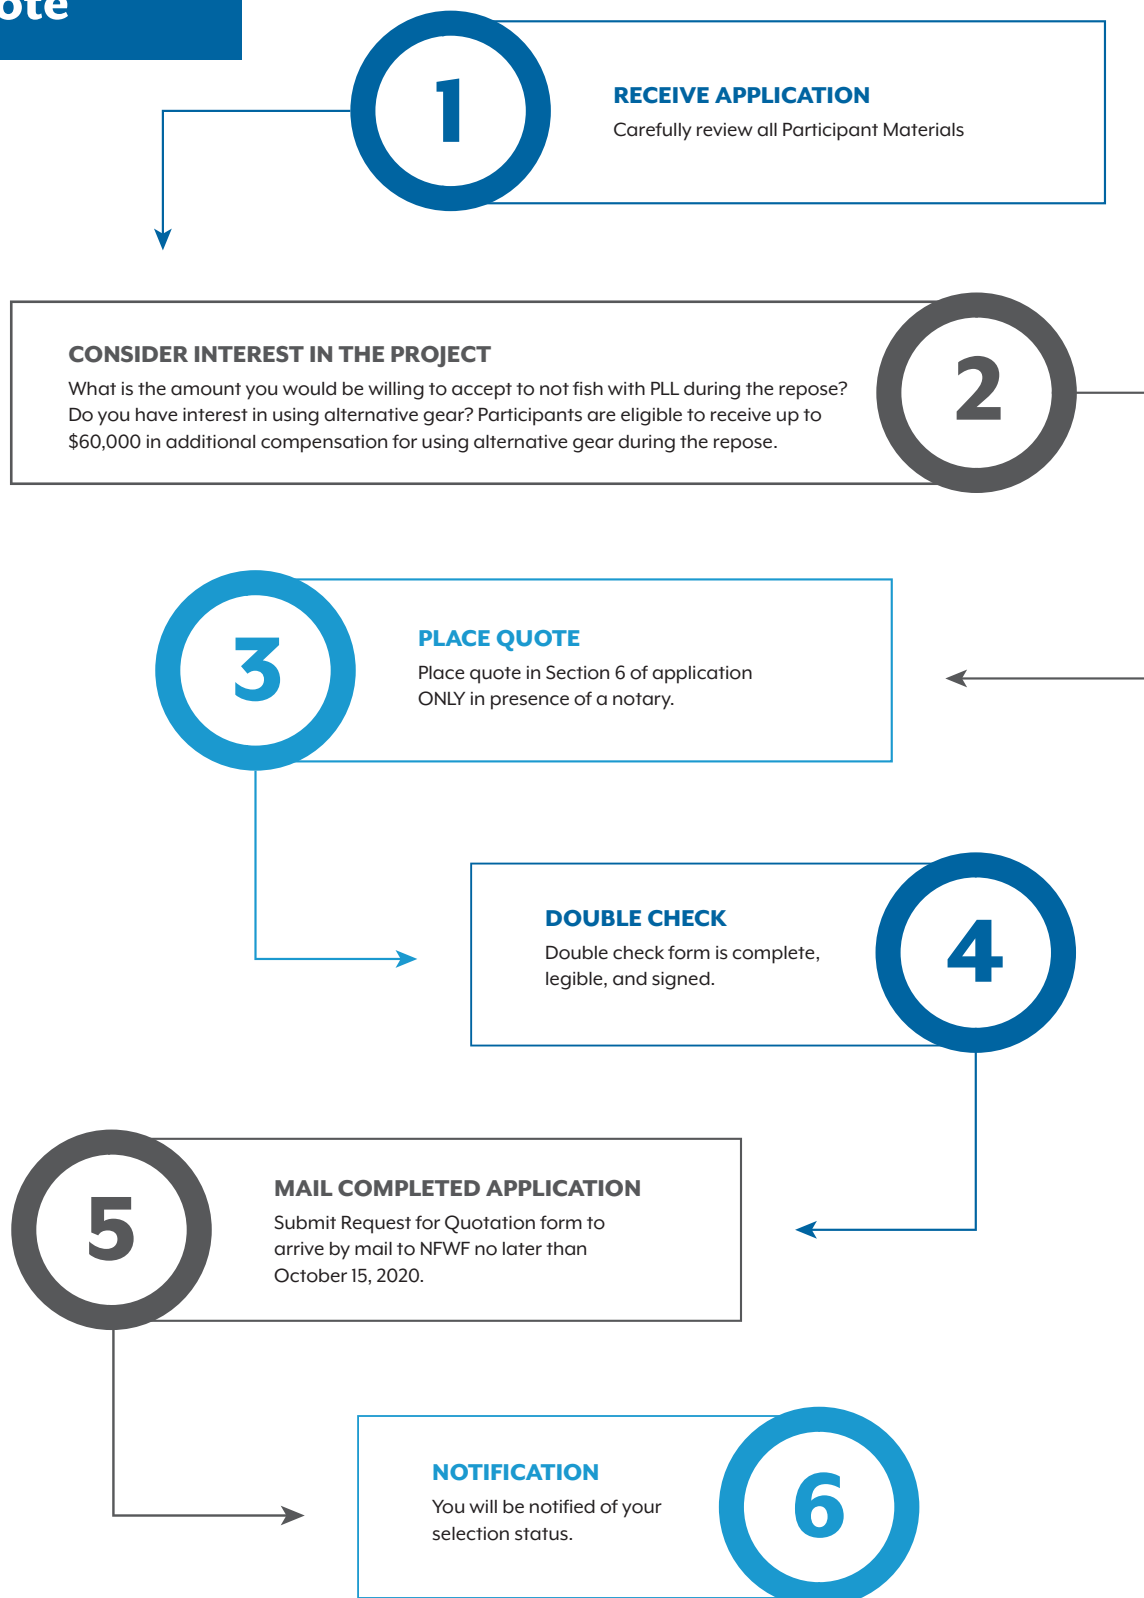 1
RECEIVE APPLICATION
Carefully review all Participant Materials
CONSIDER INTEREST IN THE PROJECT
What is the amount you would be willing to accept to not fish with PLL during the repose?
Do you have interest in using alternative gear? Participants are eligible to receive up to
$60,000 in additional compensation for using alternative gear during the repose.
2
3
PLACE QUOTE
Place quote in Section 6 of application
ONLY in presence of a notary.
DOUBLE CHECK
Double check form is complete,
legible, and signed.
4
5
MAIL COMPLETED APPLICATION
Submit Request for Quotation form to
arrive by mail to NFWF no later than
October 15, 2020.
NOTIFICATION
You will be notified of your
selection status.
6